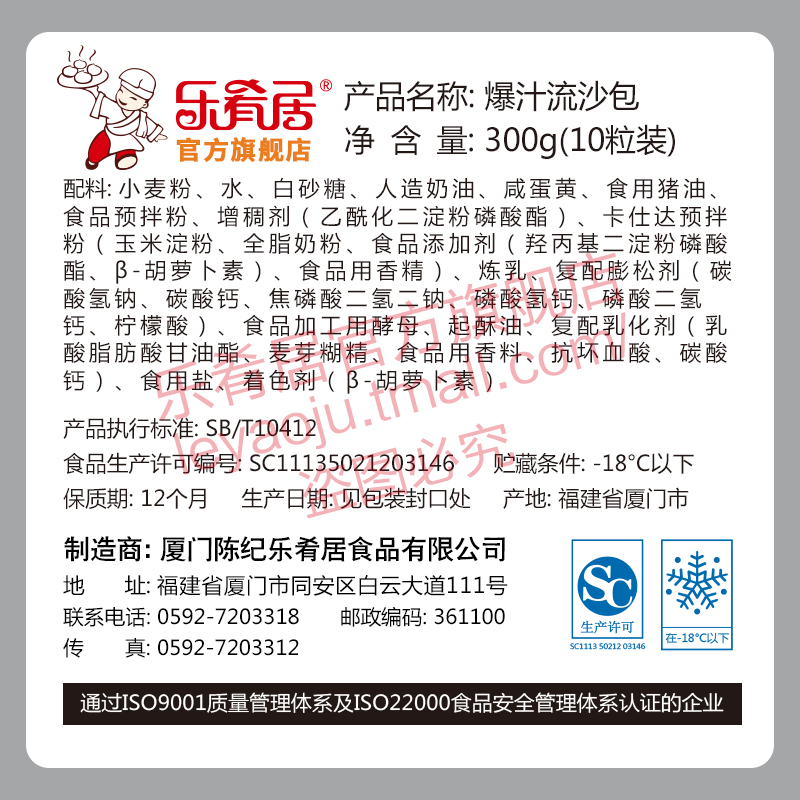 乐肴居®
官方旗舰店
产品名称: 爆汁流沙包
净 含 量: 300g(10粒装)
配料: 小麦粉、水、白砂糖、人造奶油、咸蛋黄、食用猪油、
食品预拌粉、增稠剂（乙酰化二淀粉磷酸酯）、卡仕达预拌
粉（玉米淀粉、全脂奶粉、食品添加剂（羟丙基二淀粉磷酸
酯、β-胡萝卜素）、食品用香精）、炼乳、复配膨松剂（碳
酸氢钠、碳酸钙、焦磷酸二氢二钠、磷酸氢钙、磷酸二氢
钙、柠檬酸）、食品加工用酵母、起酥油、复配乳化剂（乳
酸脂肪酸甘油酯、麦芽糊精、食品用香料、抗坏血酸、碳酸
钙）、食用盐、着色剂（β-胡萝卜素）
乐肴居官方旗舰店
leyaoju.tmall.com/
盗图必究
产品执行标准: SB/T10412
食品生产许可编号: SC11135021203146 贮藏条件: -18°C以下
保质期: 12个月 生产日期: 见包装封口处 产地: 福建省厦门市
制造商: 厦门陈纪乐肴居食品有限公司
地 址: 福建省厦门市同安区白云大道111号
联系电话: 0592-7203318 邮政编码: 361100
传 真: 0592-7203312
SC
生产许可
SC1113 50212 03146
在-18°C以下
通过ISO9001质量管理体系及ISO22000食品安全管理体系认证的企业